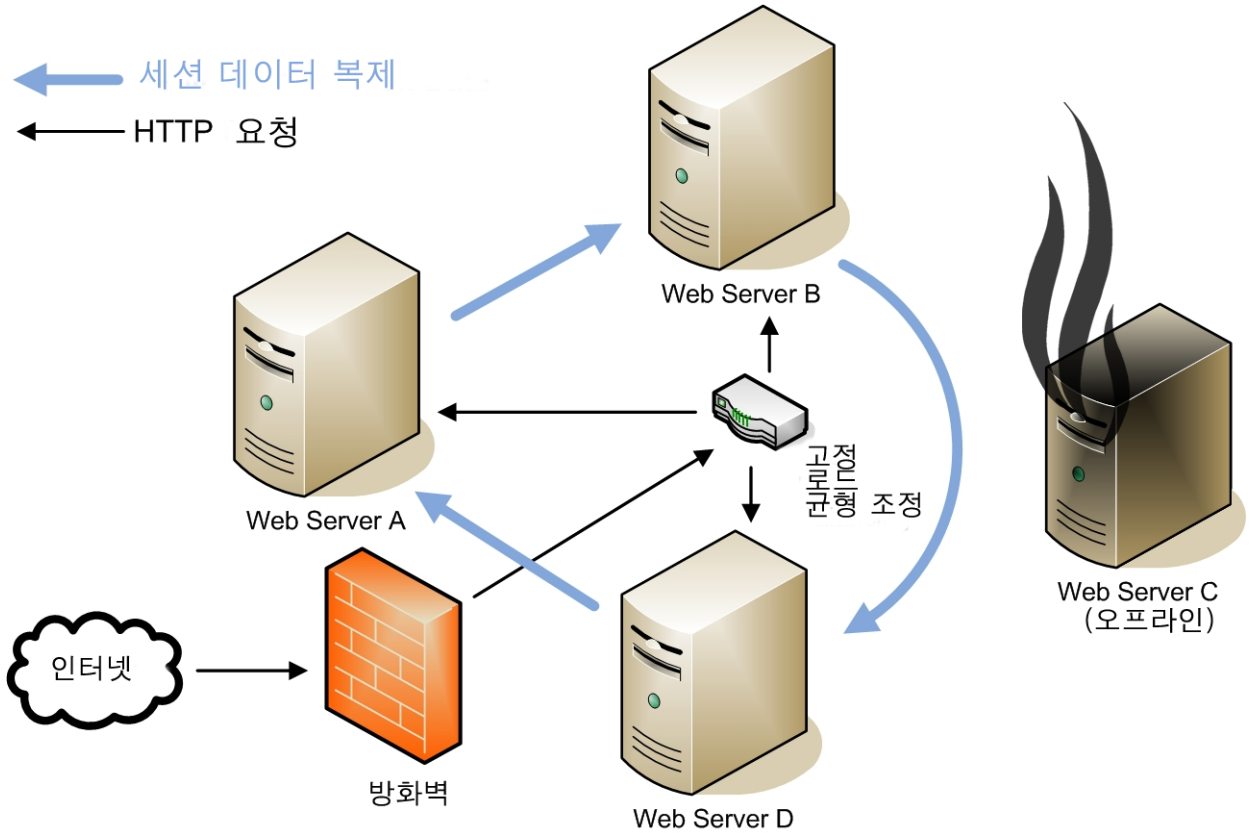 세션 데이터 복제
HTTP 요청
Web Server B
고정
로드
균형 조정
Web Server A
Web Server C
(오프라인)
인터넷
방화벽
Web Server D